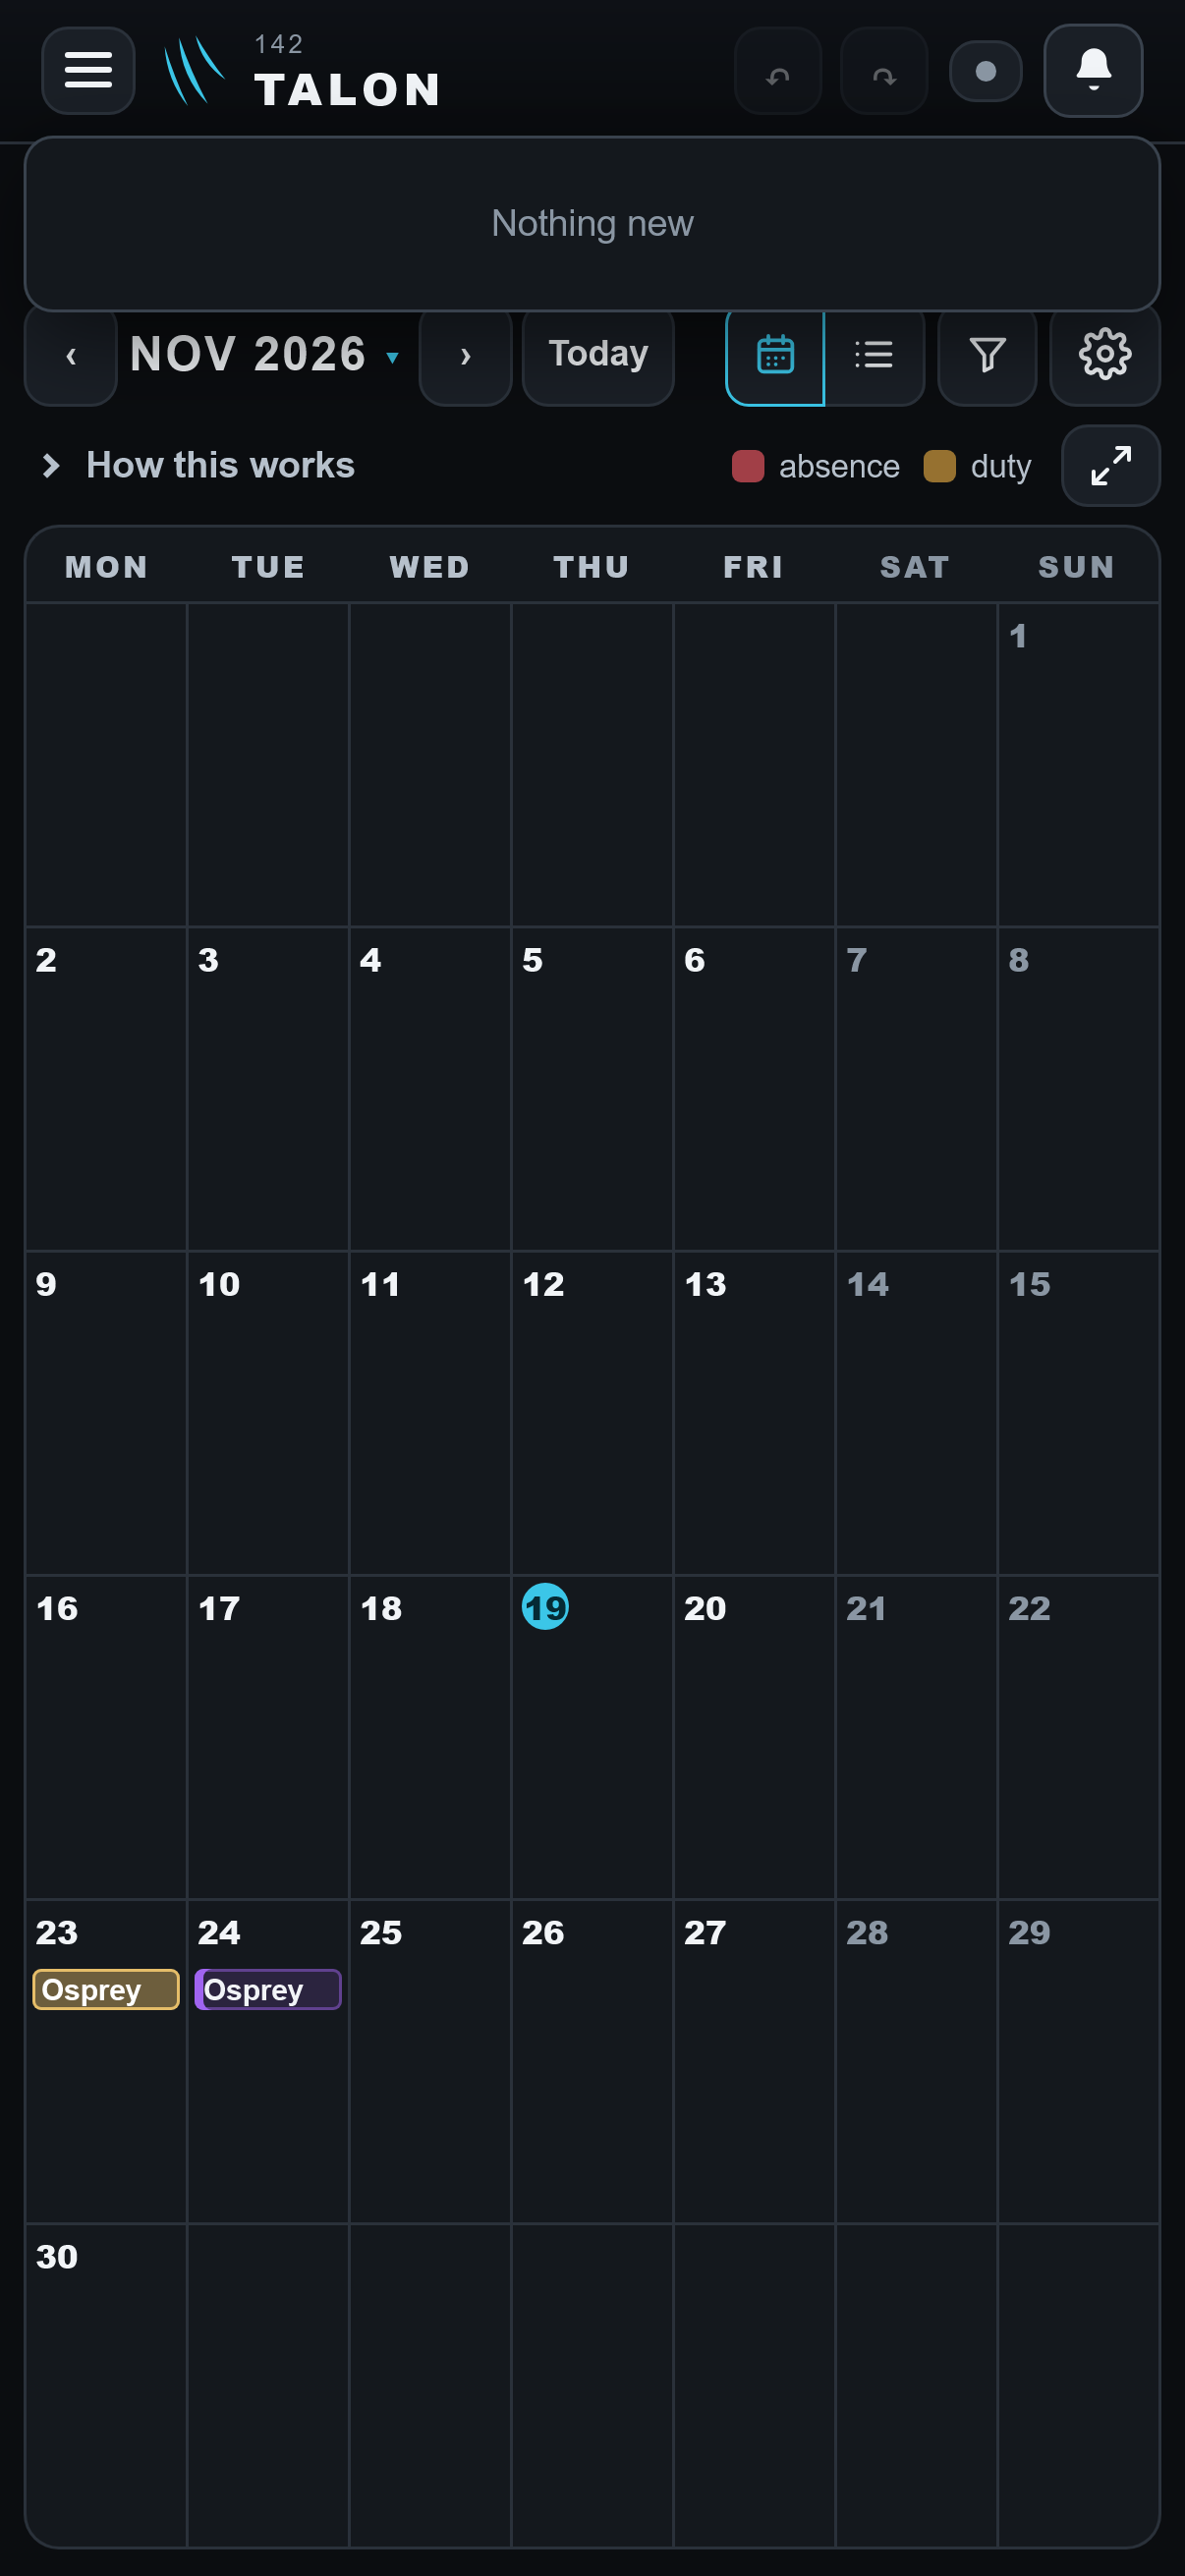 142
TALON
Nothing new
‹ NOV 2026 ▾ › Today
How this works
absence duty
MON TUE WED THU FRI SAT SUN
1
2 3 4 5 6 7 8
9 10 11 12 13 14 15
16 17 18 19 20 21 22
23 24 25 26 27 28 29
Osprey Osprey
30